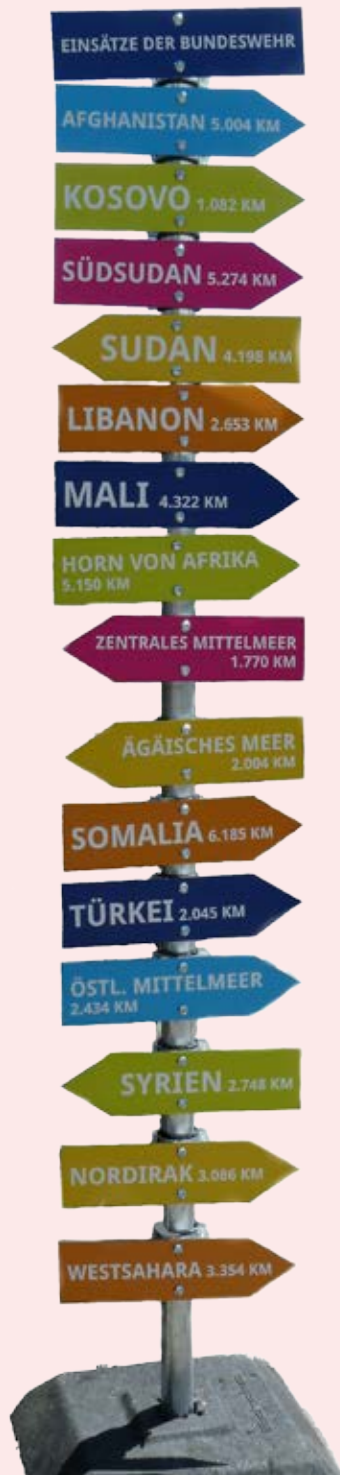 EINSÄTZE DER BUNDESWEHR
AFGHANISTAN 5.004 KM
KOSOVO 1.082 KM
SÜDSUDAN 5.274 KM
SUDAN 4.198 KM
LIBANON 2.653 KM
MALI 4.322 KM
HORN VON AFRIKA
5.150 KM
ZENTRALES MITTELMEER
1.770 KM
ÄGÄISCHES MEER
2.004 KM
SOMALIA 6.185 KM
TÜRKEI 2.045 KM
ÖSTL. MITTELMEER
2.434 KM
SYRIEN 2.748 KM
NORDIRAK 3.086 KM
WESTSAHARA 3.354 KM